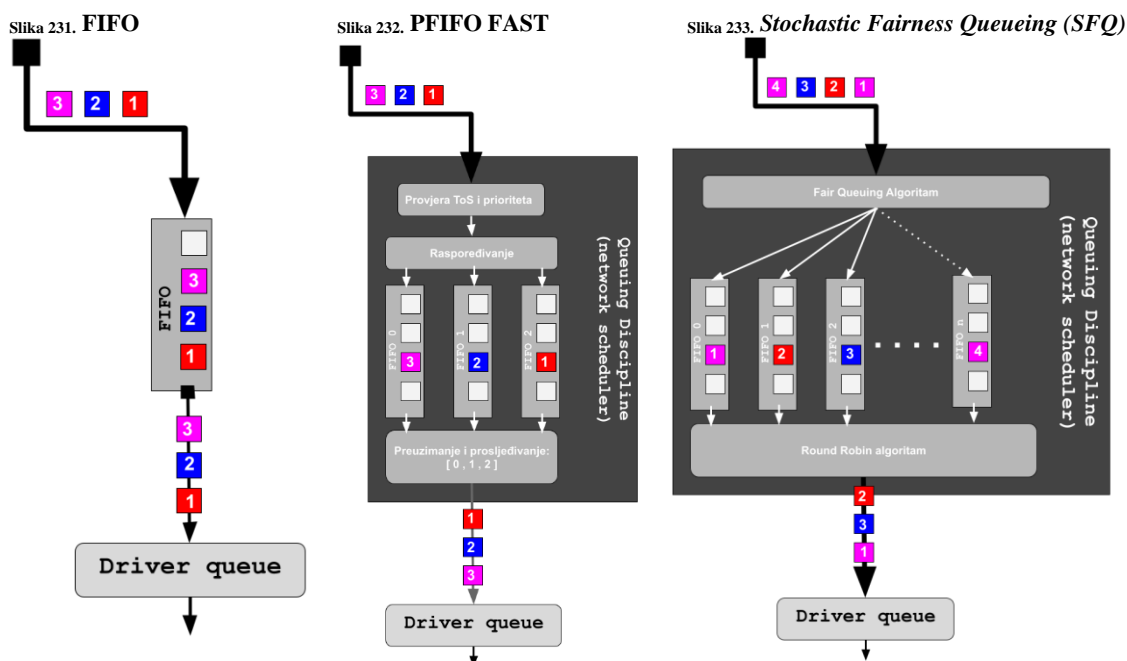 Slika 231. FIFO
3 2 1
FIFO
3
2
1
3
2
1
Driver queue
Slika 232. PFIFO FAST
3 2 1
Provjera ToS i prioriteta
Raspoređivanje
FIFO 0
3
FIFO 1
2
FIFO 2
1
Preuzimanje i prosljeđivanje:
[ 0 , 1 , 2 ]
Queuing Discipline
(network scheduler)
1
2
3
Driver queue
Slika 233. Stochastic Fairness Queueing (SFQ)
4 3 2 1
Fair Queuing Algoritam
FIFO 0
1
FIFO 1
2
FIFO 2
3
FIFO n
4
Round Robin algoritam
Queuing Discipline
(network scheduler)
2
3
1
Driver queue